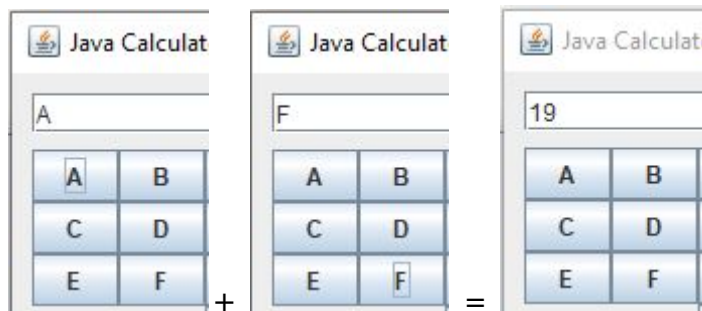 Java Calculat
A
A B
C D
E F
+
Java Calculat
F
A B
C D
E F
=
Java Calculat
19
A B
C D
E F